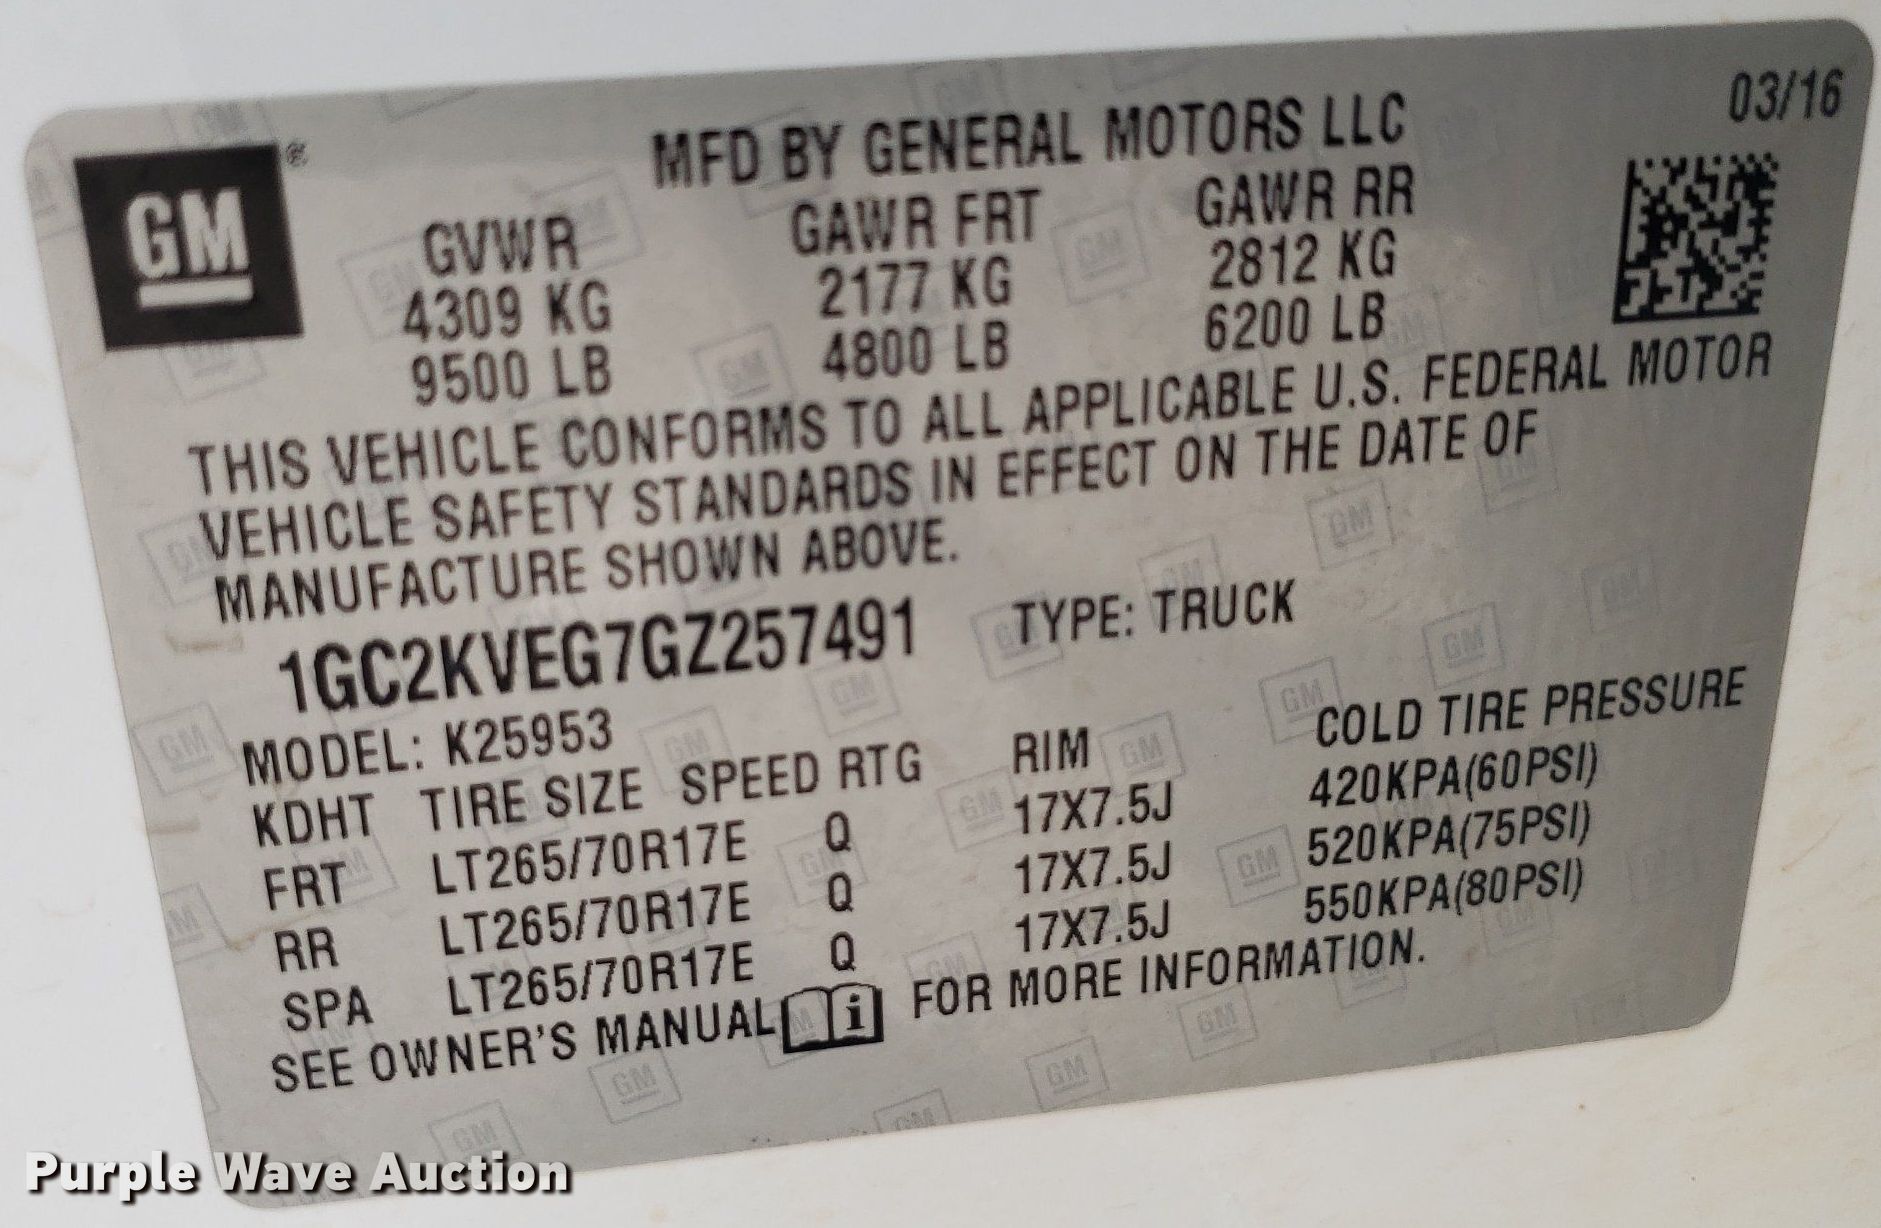 03/16
GM
MFD BY GENERAL MOTORS LLC
GVWR GAWR FRT GAWR RR
4309 KG 2177 KG 2812 KG
9500 LB 4800 LB 6200 LB
THIS VEHICLE CONFORMS TO ALL APPLICABLE U.S. FEDERAL MOTOR
VEHICLE SAFETY STANDARDS IN EFFECT ON THE DATE OF
MANUFACTURE SHOWN ABOVE.
1GC2KVEG7GZ257491 TYPE: TRUCK
MODEL: K25953
KDHT TIRE SIZE SPEED RTG RIM COLD TIRE PRESSURE
FRT LT265/70R17E Q 17X7.5J 420KPA(60PSI)
RR LT265/70R17E Q 17X7.5J 520KPA(75PSI)
SPA LT265/70R17E Q 17X7.5J 550KPA(80PSI)
SEE OWNER'S MANUAL i FOR MORE INFORMATION.
Purple Wave Auction